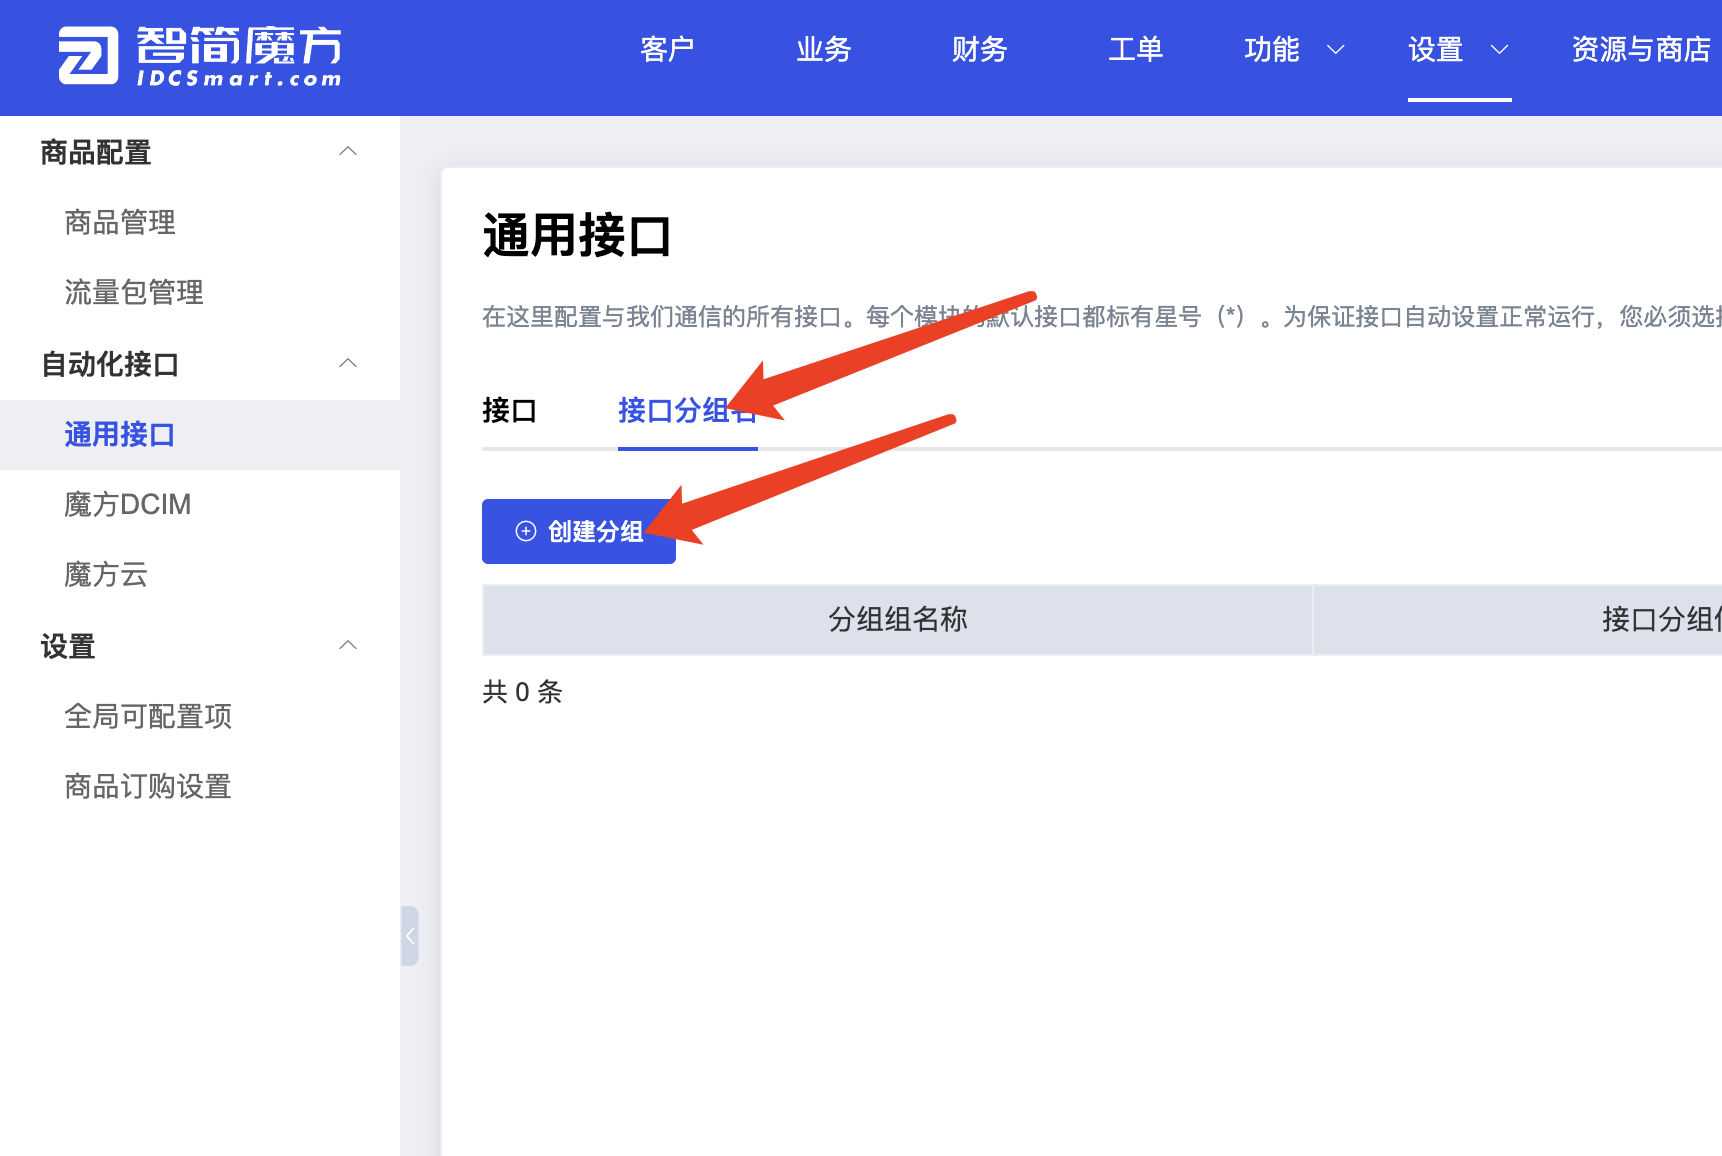 智简魔方
IDCSmart.com
客户
业务
财务
工单
功能
设置
资源与商店
商品配置
商品管理
流量包管理
自动化接口
通用接口
魔方DCIM
魔方云
设置
全局可配置项
商品订购设置
通用接口
在这里配置与我们通信的所有接口。每个模块的默认接口都标有星号（*）。为保证接口自动设置正常运行，您必须选
接口
接口分组名
创建分组
分组组名称
接口分组
共 0 条